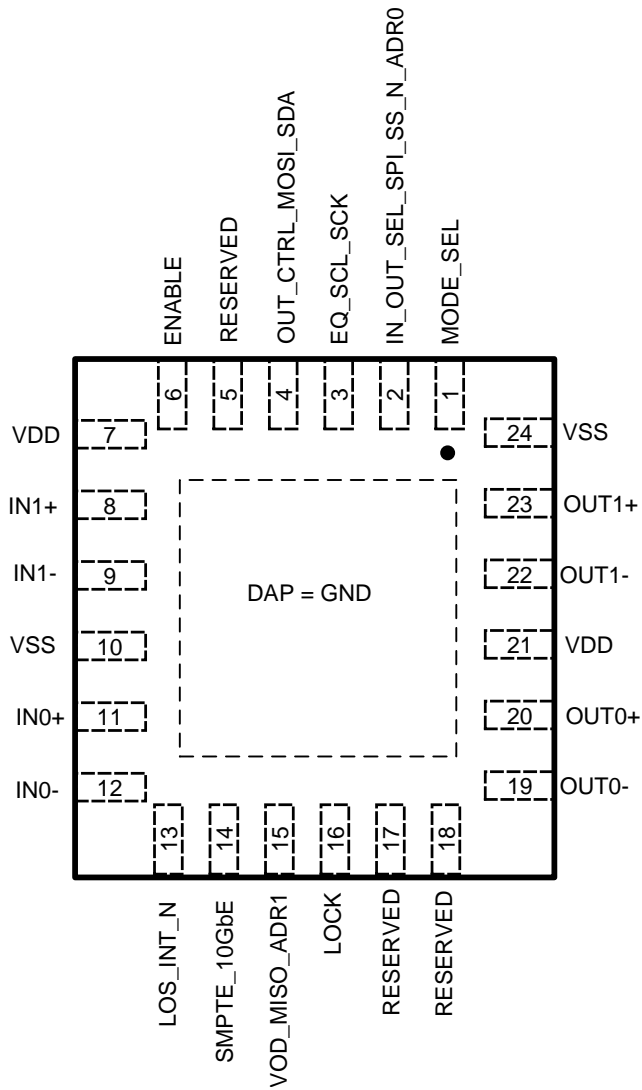 ENABLE
RESERVED
OUT_CTRL_MOSI_SDA
EQ_SCL_SCK
IN_OUT_SEL_SPI_SS_N_ADR0
MODE_SEL
6
5
4
3
2
1
VDD
7
24
VSS
IN1+
8
23
OUT1+
IN1-
9
22
OUT1-
DAP = GND
VSS
10
21
VDD
IN0+
11
20
OUT0+
IN0-
12
19
OUT0-
13
14
15
16
17
18
LOS_INT_N
SMPTE_10GbE
VOD_MISO_ADR1
LOCK
RESERVED
RESERVED